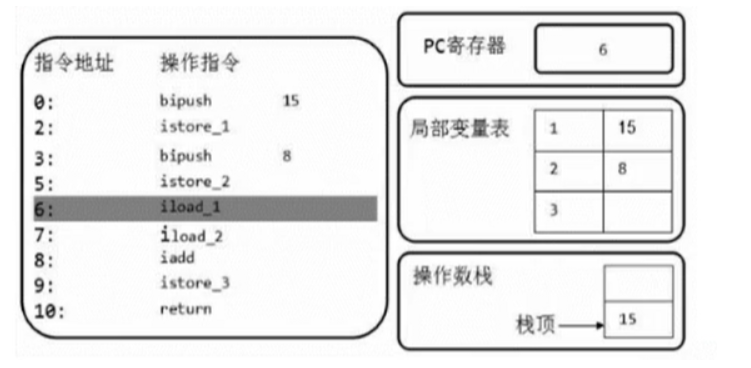 指令地址 操作指令
0: bipush 15
2: istore_1
3: bipush 8
5: istore_2
6: iload_1
7: iload_2
8: iadd
9: istore_3
10: return
PC寄存器 6
局部变量表 1 15
2 8
3
操作数栈
栈顶 15